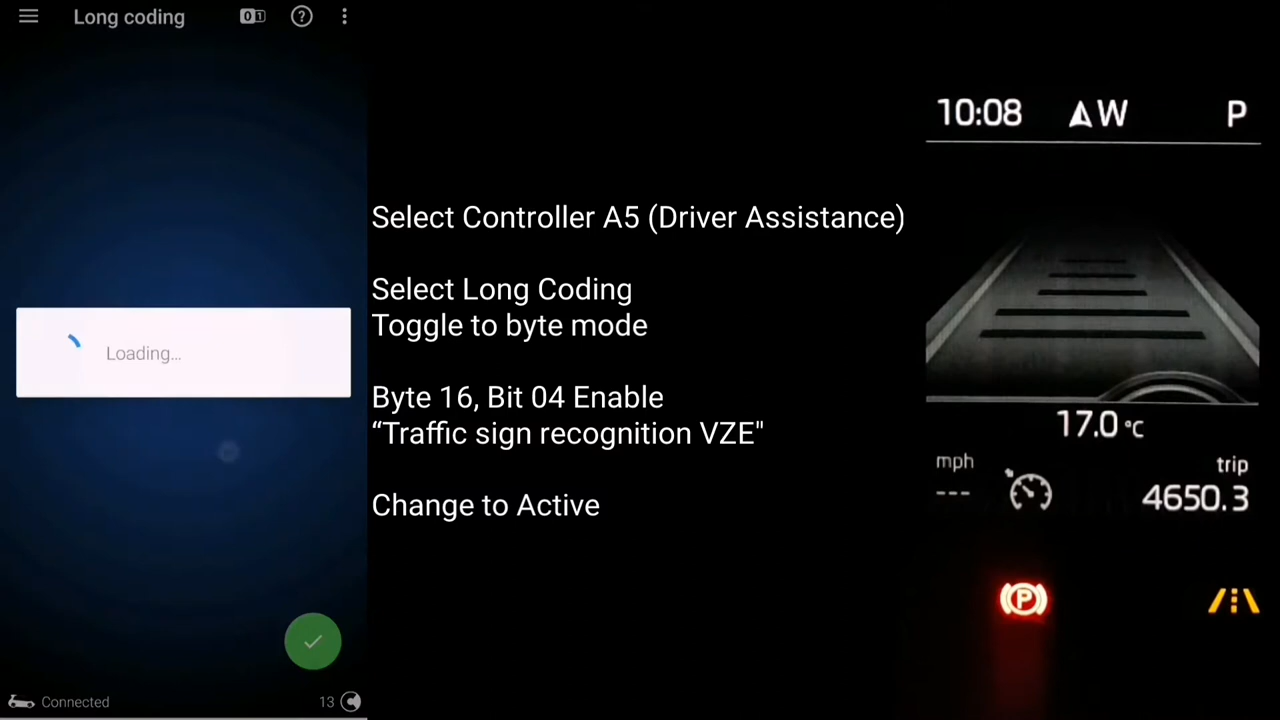 Long coding
01
Loading...
Connected
13
Select Controller A5 (Driver Assistance)
Select Long Coding
Toggle to byte mode
Byte 16, Bit 04 Enable
“Traffic sign recognition VZE"
Change to Active
10:08 W P
17.0 °C
mph trip
--- 4650.3
P